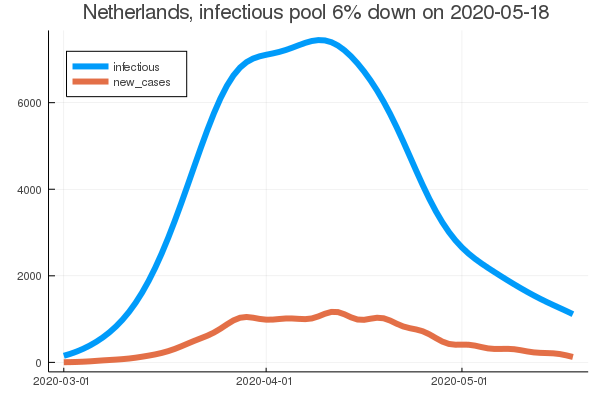 Netherlands, infectious pool 6% down on 2020-05-18
infectious
new_cases
6000
4000
2000
0
2020-03-01 2020-04-01 2020-05-01